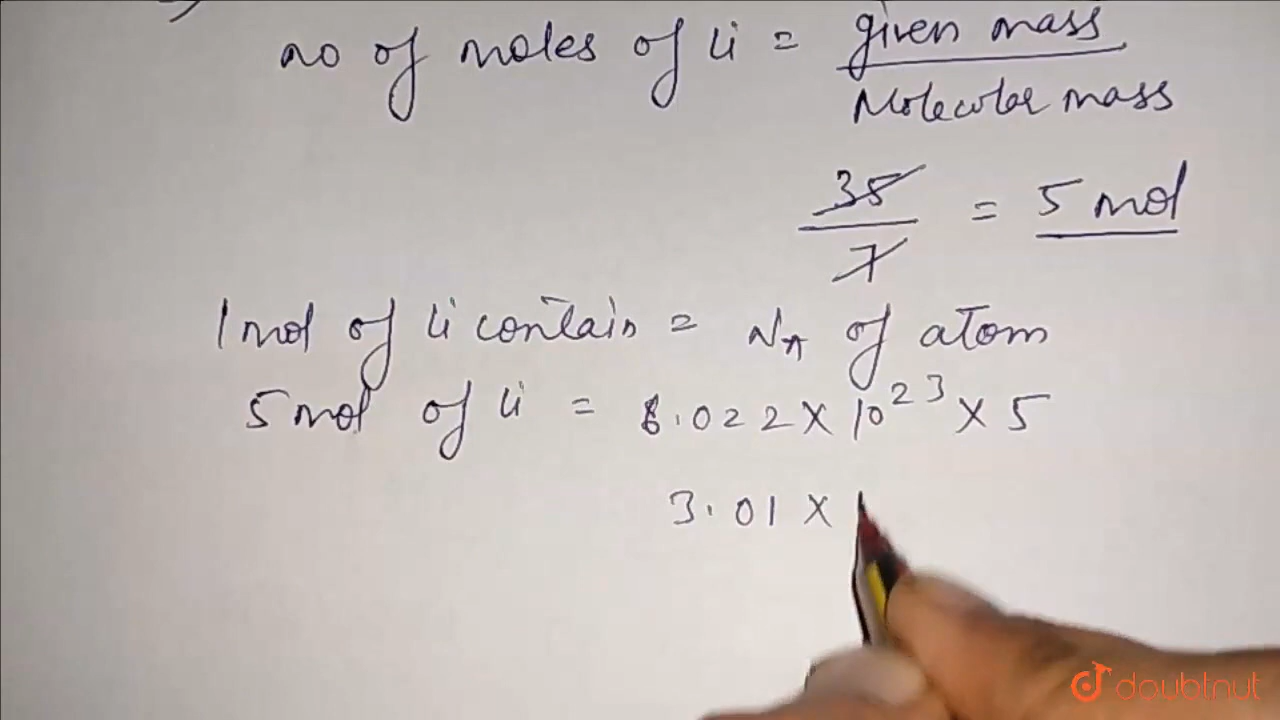 no of moles of Li = given mass
Molecular mass
35
7
= 5 mol
1 mol of Li contain = NA of atom
5 mol of Li = 6.022 X 10^23 X 5
3.01 X
doubtnut